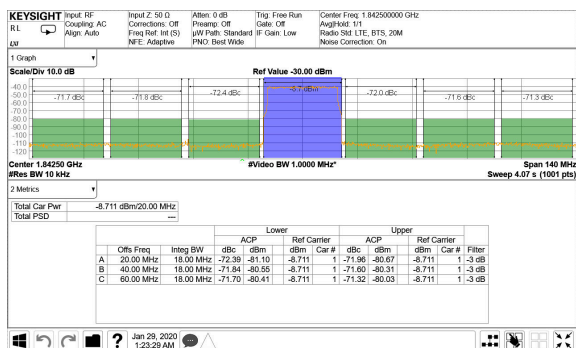 KEYSIGHT Input: RF Input Z: 50 Ω Atten: 0 dB Trig: Free Run Center Freq: 1.842500000 GHz
RL Coupling: AC Corrections: Off Preamp: Off Gate: Off Avg|Hold: 1/1
Align: Auto Freq Ref: Int (S) µW Path: Standard IF Gain: Low Radio Std: LTE, BTS, 20M
LXI NFE: Adaptive PNO: Best Wide Noise Correction: On
1 Graph
Scale/Div 10.0 dB Ref Value -30.00 dBm
-40.0
-50.0
-60.0
-70.0
-80.0
-90.0
-100
-110
-120
-71.7 dBc -71.8 dBc -72.4 dBc -8.7 dBm -72.0 dBc -71.6 dBc -71.3 dBc
Center 1.84250 GHz #Video BW 1.0000 MHz* Span 140 MHz
#Res BW 10 kHz Sweep 4.07 s (1001 pts)
2 Metrics
Total Car Pwr -8.711 dBm/20.00 MHz
Total PSD ---
Lower Upper
ACP Ref Carrier ACP Ref Carrier
Offs Freq Integ BW dBc dBm dBm Car # dBc dBm dBm Car # Filter
A 20.00 MHz 18.00 MHz -72.39 -81.10 -8.711 1 -71.96 -80.67 -8.711 1 -3 dB
B 40.00 MHz 18.00 MHz -71.84 -80.55 -8.711 1 -71.60 -80.31 -8.711 1 -3 dB
C 60.00 MHz 18.00 MHz -71.70 -80.41 -8.711 1 -71.32 -80.03 -8.711 1 -3 dB
? Jan 29, 2020
1:23:29 AM